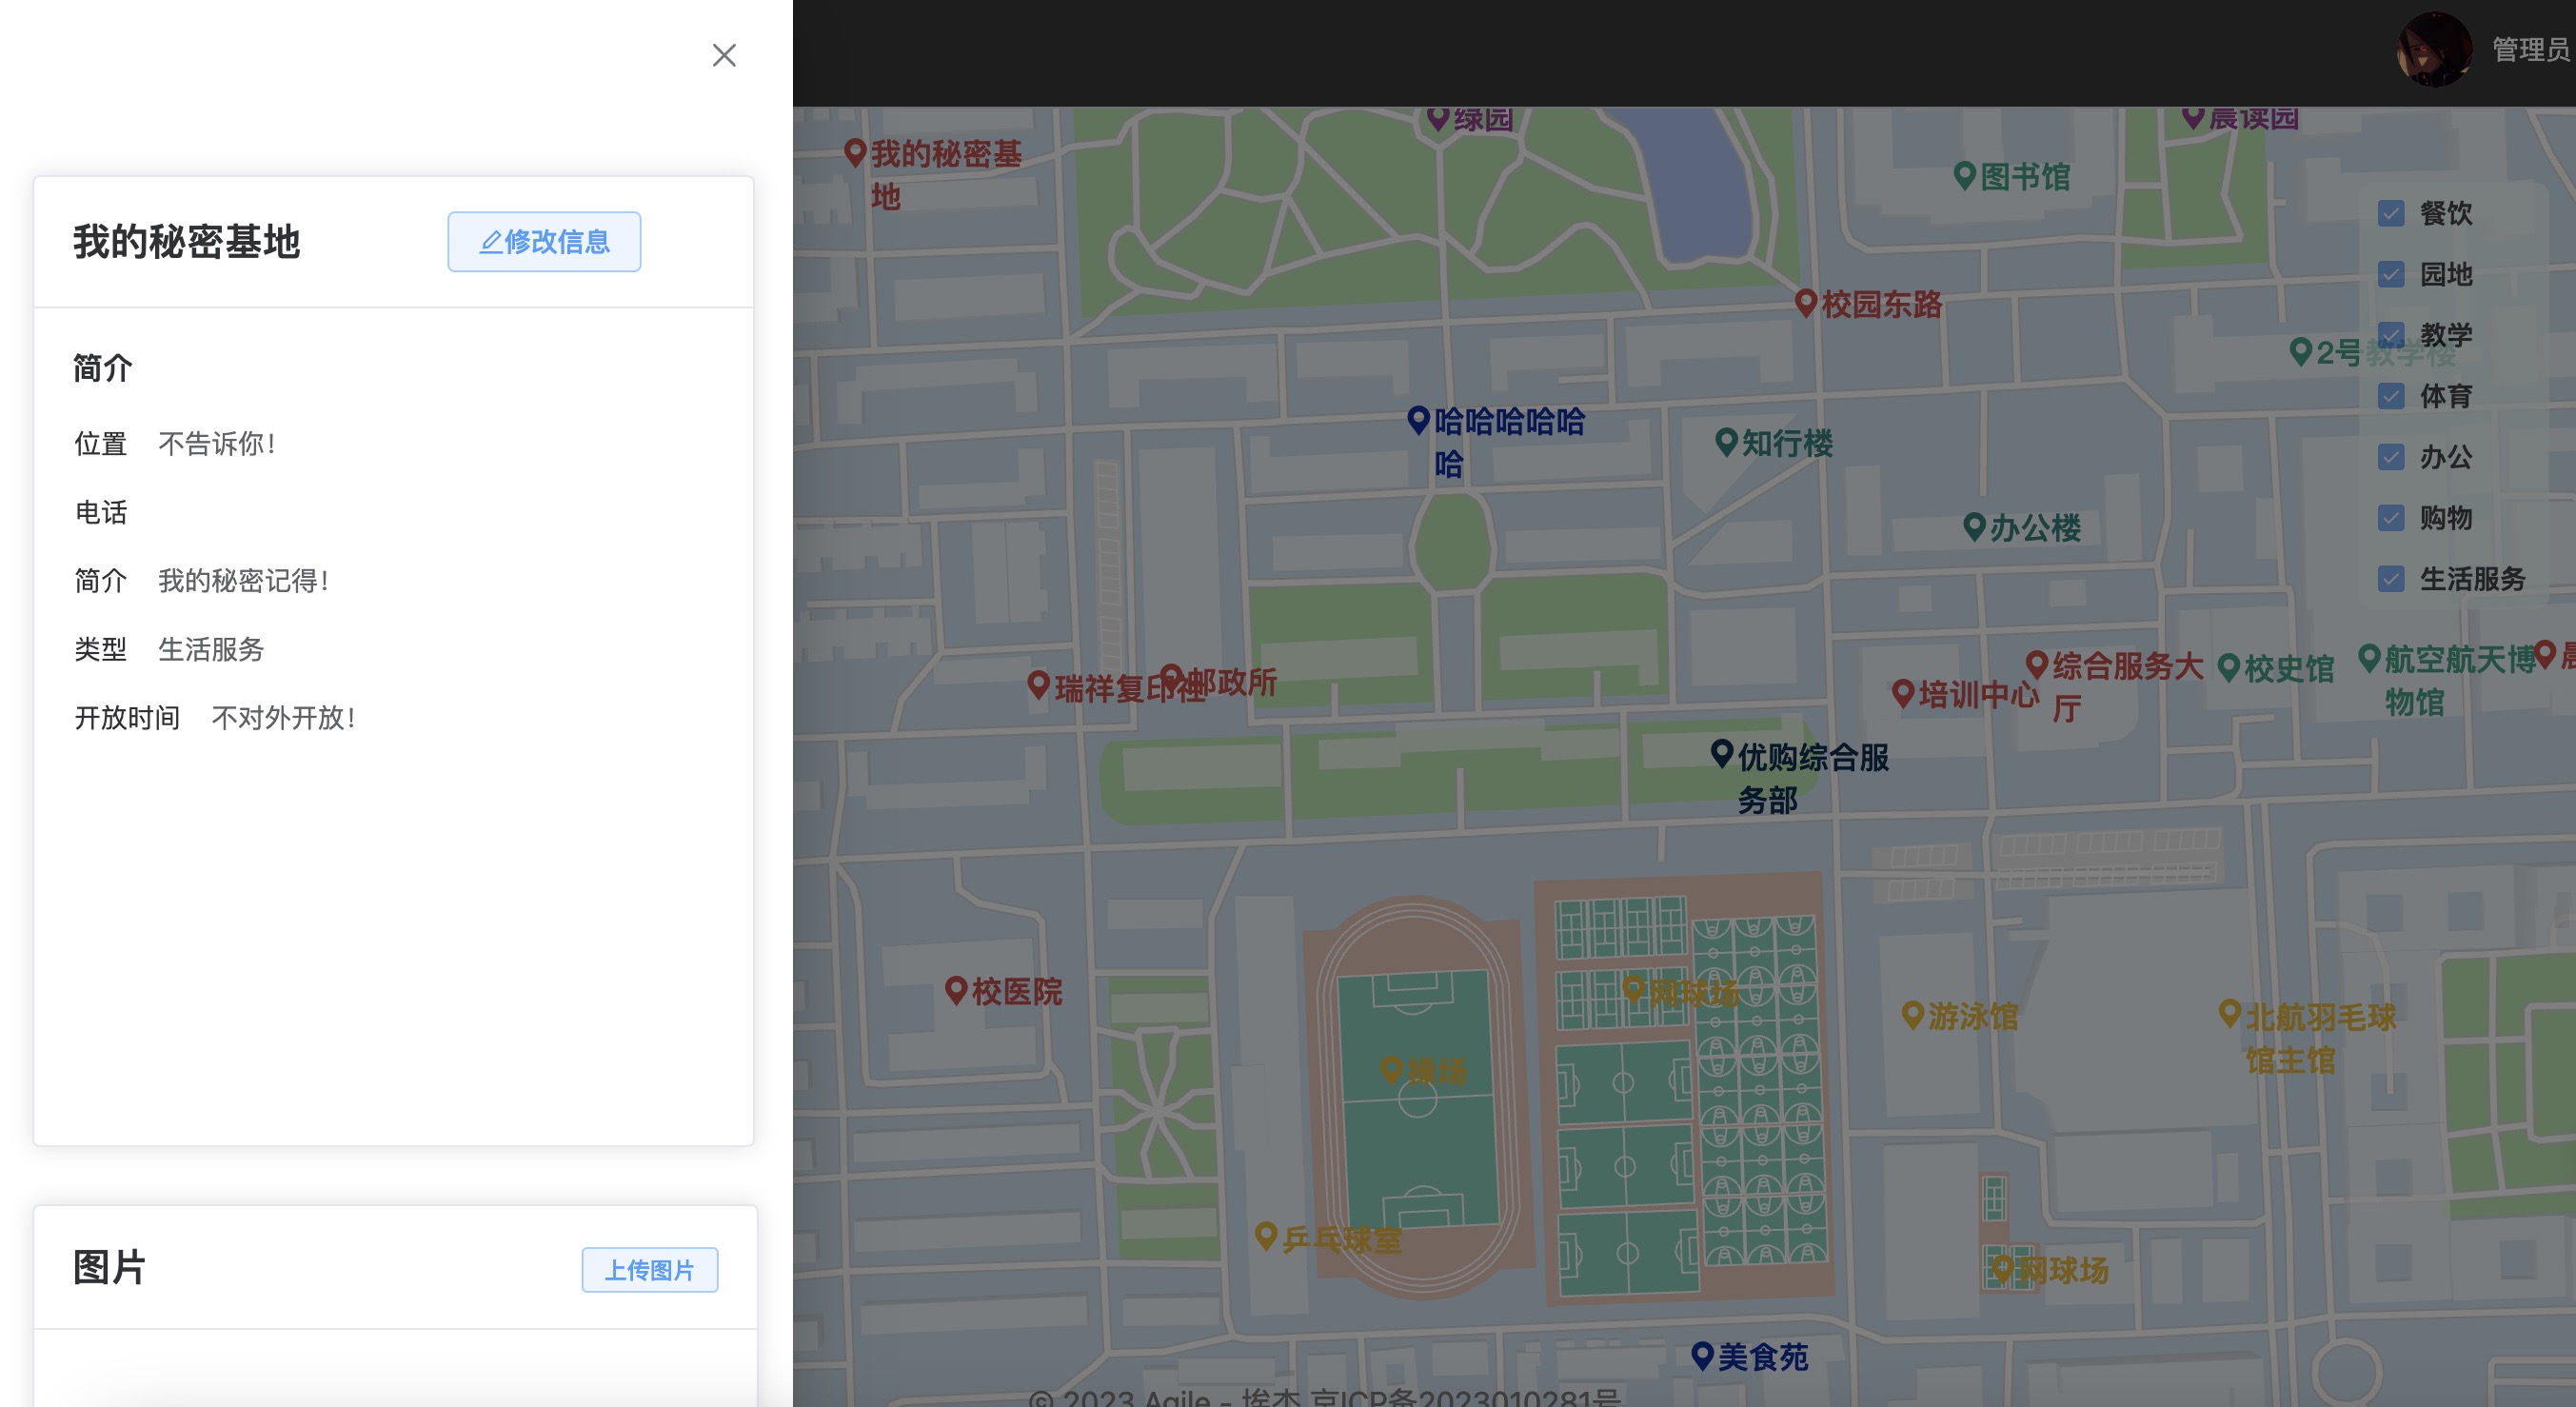 管理员
我的秘密基地
修改信息
简介
位置 不告诉你！
电话
简介 我的秘密记得！
类型 生活服务
开放时间 不对外开放！
图片
上传图片
绿园
晨读园
我的秘密基
地
图书馆
餐饮
园地
教学
体育
办公
购物
生活服务
校园东路
2号教学楼
哈哈哈哈哈
哈
知行楼
办公楼
瑞祥复印社
邮政所
培训中心
综合服务大
厅
校史馆
航空航天博
物馆
优购综合服
务部
校医院
网球场
操场
游泳馆
北航羽毛球
馆主馆
乒乓球室
网球场
美食苑
© 2023 Agile - 埃杰 京ICP备2023010281号